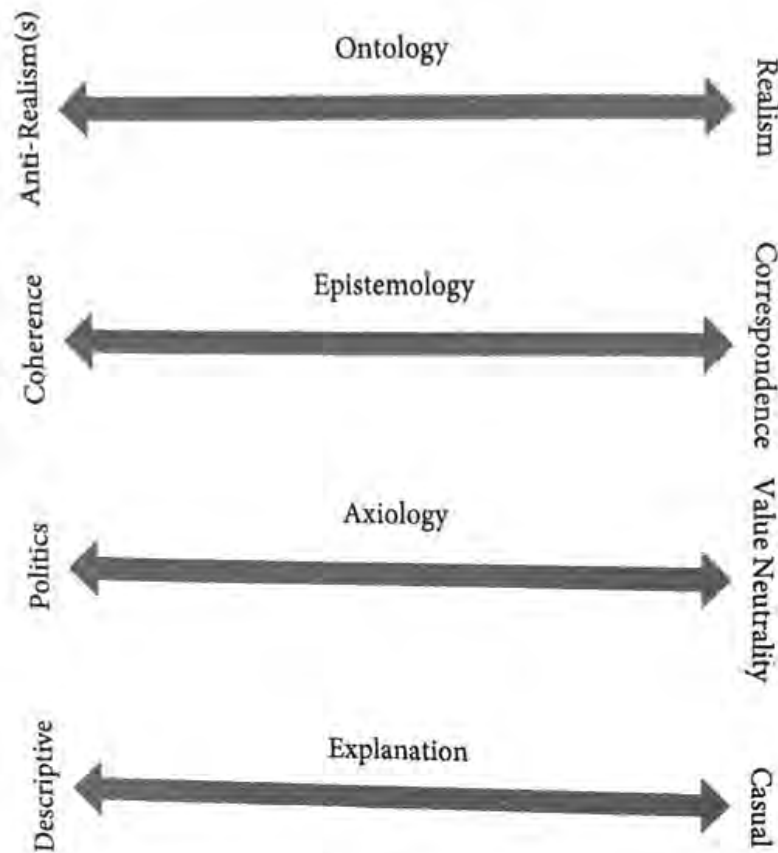 Ontology
Anti-Realism(s)
Realism
Epistemology
Coherence
Correspondence
Axiology
Politics
Value Neutrality
Explanation
Descriptive
Casual